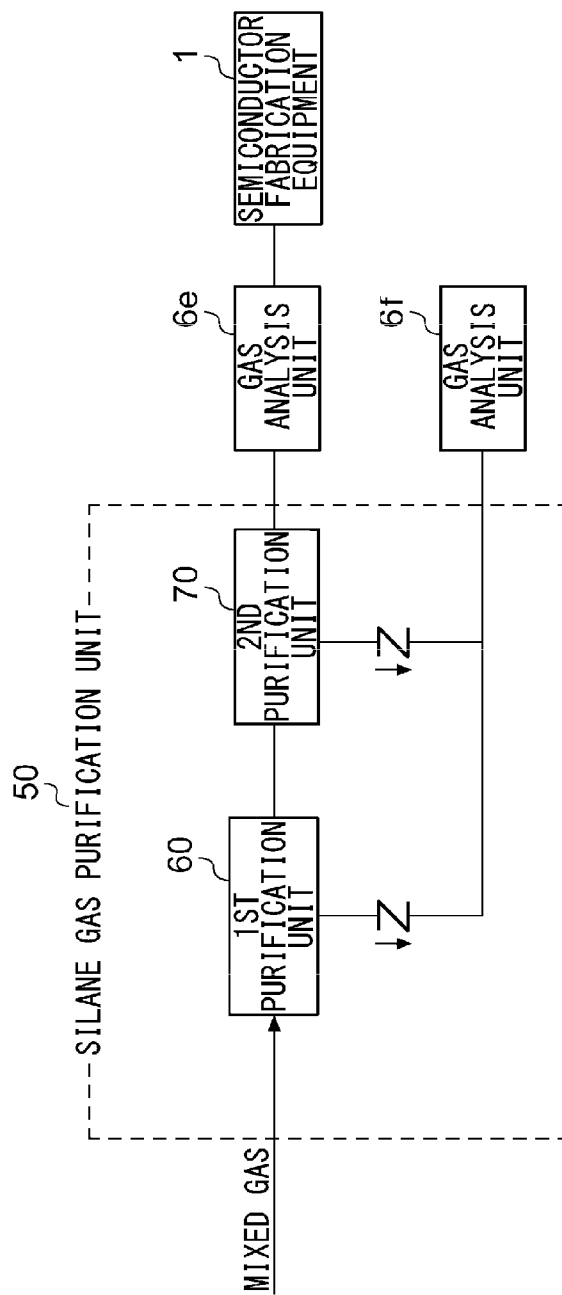 50
SILANE GAS PURIFICATION UNIT
MIXED GAS
60
1ST
PURIFICATION
UNIT
70
2ND
PURIFICATION
UNIT
6e
GAS
ANALYSIS
UNIT
1
SEMICONDUCTOR
FABRICATION
EQUIPMENT
6f
GAS
ANALYSIS
UNIT